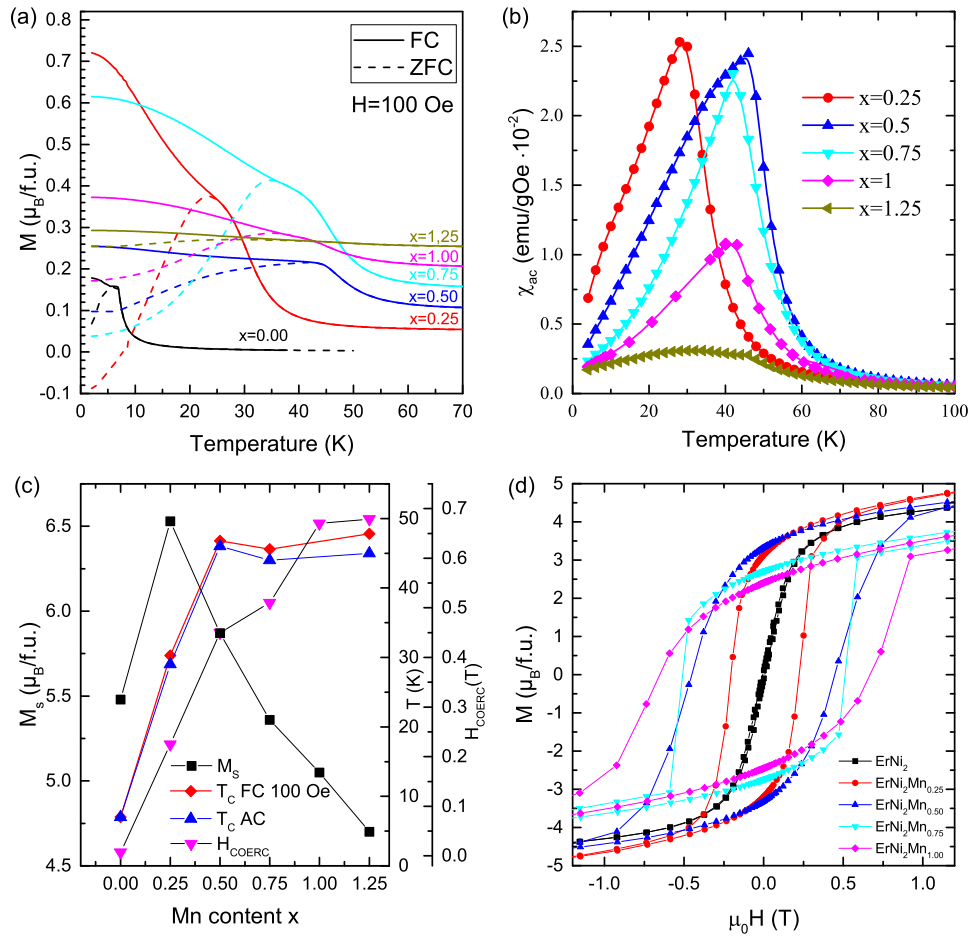 (a)
0.8
0.7
0.6
0.5
0.4
0.3
0.2
0.1
0.0
-0.1
M (μB/f.u.)
FC
ZFC
H=100 Oe
x=1,25
x=1.00
x=0.75
x=0.50
x=0.25
x=0.00
0 10 20 30 40 50 60 70
Temperature (K)
(b)
2.5
2.0
1.5
1.0
0.5
0.0
χac (emu/gOe ·10-2)
x=0.25
x=0.5
x=0.75
x=1
x=1.25
0 20 40 60 80 100
Temperature (K)
(c)
6.5
6.0
5.5
5.0
4.5
Ms (μB/f.u.)
MS
TC FC 100 Oe
TC AC
HCOERC
50
40
30
20
10
0
T (K)
0.7
0.6
0.5
0.4
0.3
0.2
0.1
0.0
HCOERC(T)
0.00 0.25 0.50 0.75 1.00 1.25
Mn content x
(d)
5
4
3
2
1
0
-1
-2
-3
-4
-5
M (μB/f.u.)
ErNi2
ErNi2Mn0.25
ErNi2Mn0.50
ErNi2Mn0.75
ErNi2Mn1.00
-1.0 -0.5 0.0 0.5 1.0
μ0H (T)